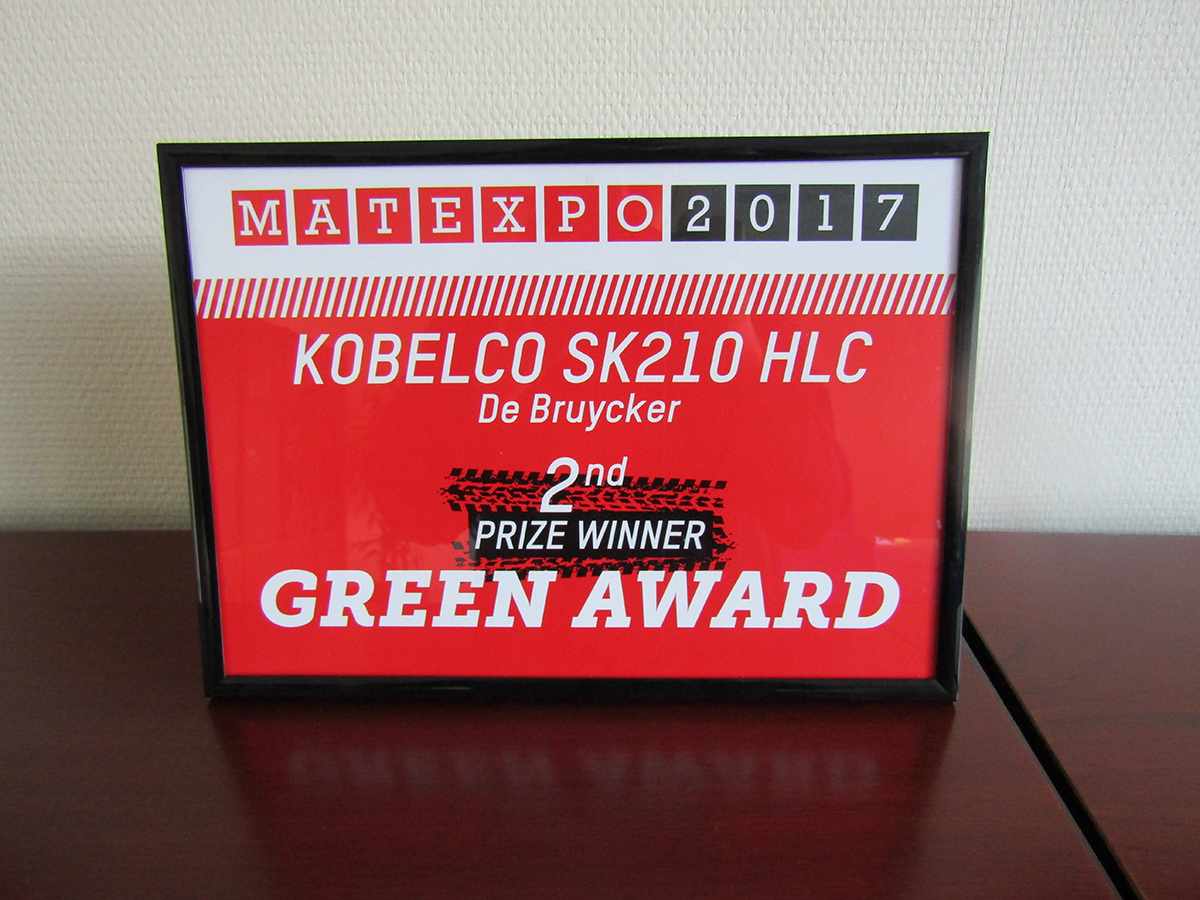 MATEXPO2017
KOBELCO SK210 HLC
De Bruycker
2nd
PRIZE WINNER
GREEN AWARD